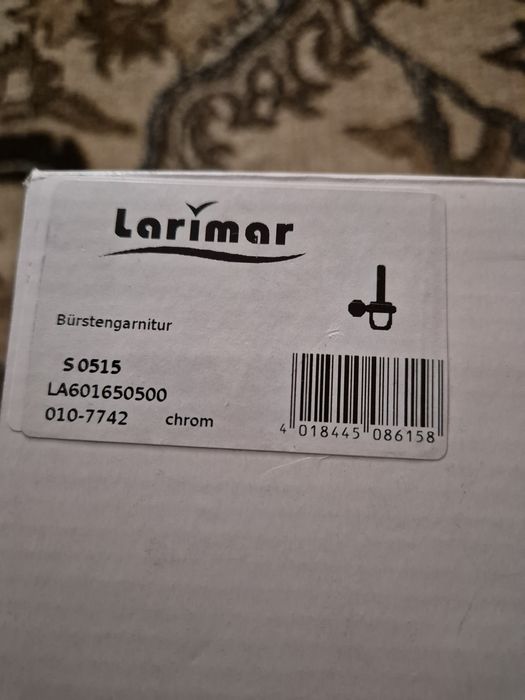 Larimar
Bürstengarnitur
S 0515
LA601650500
010-7742 chrom
4 018445 086158